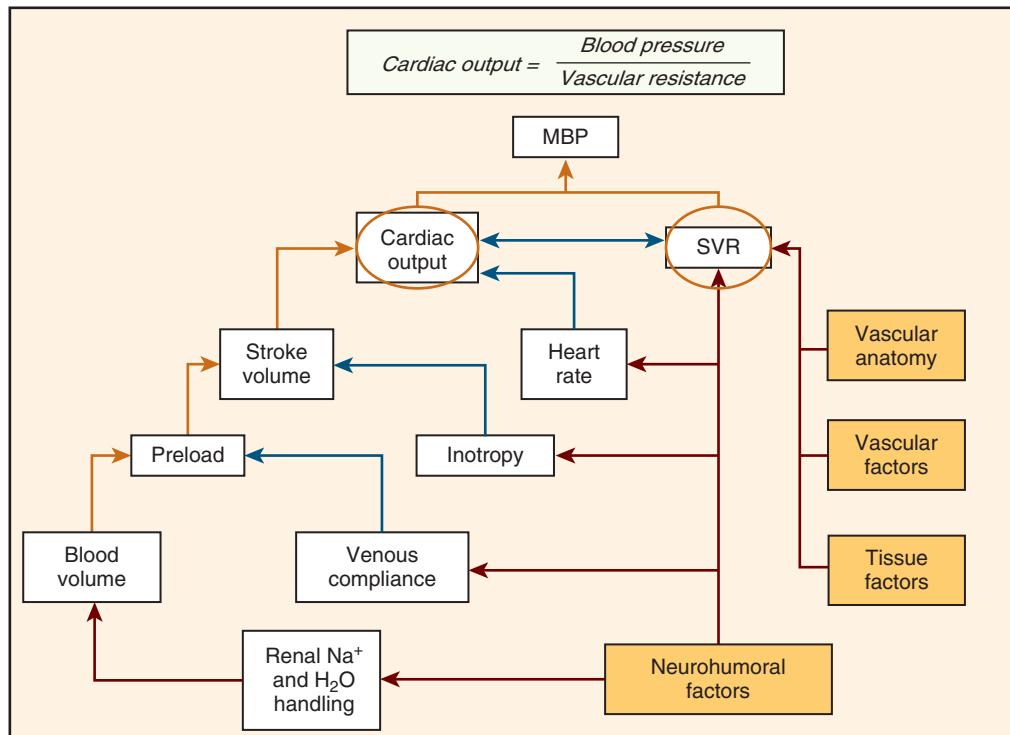 Cardiac output = Blood pressure
Vascular resistance
MBP
Cardiac
output
SVR
Stroke
volume
Heart
rate
Vascular
anatomy
Preload
Inotropy
Vascular
factors
Blood
volume
Venous
compliance
Tissue
factors
Renal Na⁺
and H₂O
handling
Neurohumoral
factors